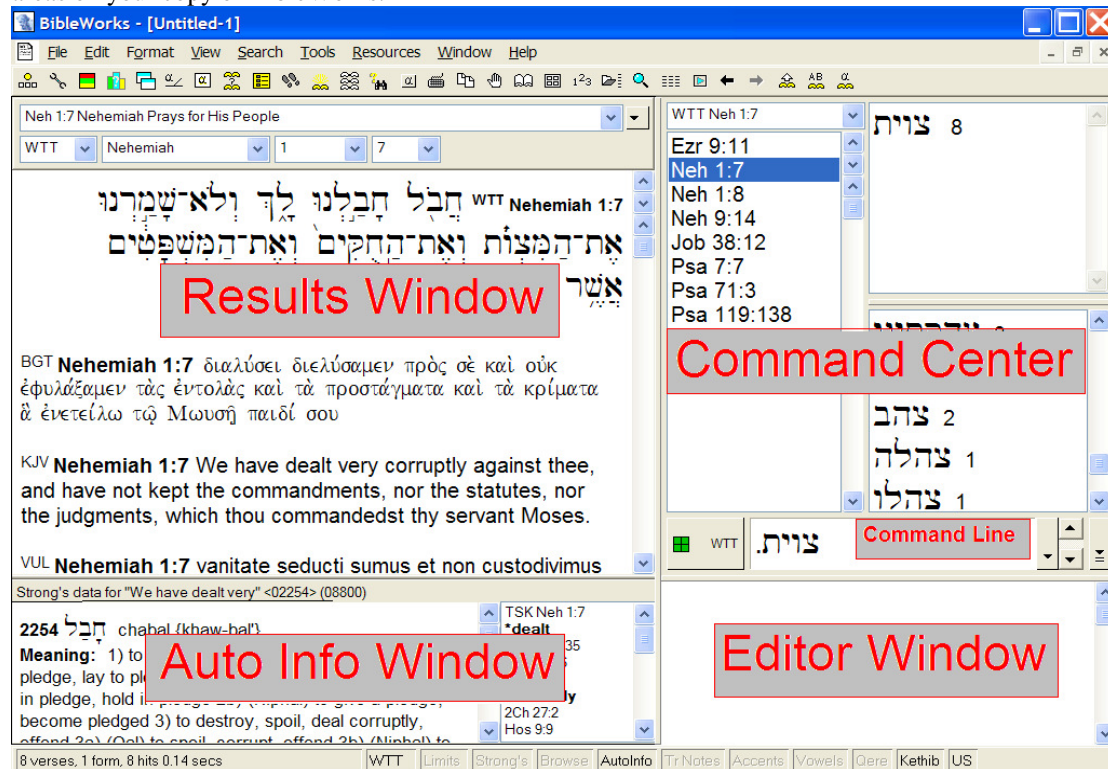 BibleWorks - [Untitled-1]
File Edit Format View Search Tools Resources Window Help
Neh 1:7 Nehemiah Prays for His People
WTT Nehemiah 1 7
WTT Nehemiah 1:7 חֲבֹ֖ל חָבַ֣לְנוּ לָ֑ךְ וְלֹא־שָׁמַ֣רְנוּ
אֶת־הַמִּצְוֺ֗ת וְאֶת־הַֽחֻקִּים֙ וְאֶת־הַמִּשְׁפָּטִ֔ים
אֲשֶׁ֥ר
Results Window
BGT Nehemiah 1:7 διαλύσει διελύσαμεν πρὸς σὲ καὶ οὐκ
ἐφυλάξαμεν τὰς ἐντολὰς καὶ τὰ προστάγματα καὶ τὰ κρίματα
ἃ ἐνετείλω τῷ Μωυσῇ παιδί σου
KJV Nehemiah 1:7 We have dealt very corruptly against thee,
and have not kept the commandments, nor the statutes, nor
the judgments, which thou commandedst thy servant Moses.
VUL Nehemiah 1:7 vanitate seducti sumus et non custodivimus
WTT Neh 1:7
Ezr 9:11
Neh 1:7
Neh 1:8
Neh 9:14
Job 38:12
Psa 7:7
Psa 71:3
Psa 119:138
צוית 8
Command Center
צהב 2
צהלה 1
צהלו 1
WTT .צוית
Command Line
Strong's data for "We have dealt very" <02254> (08800)
2254 חָבַל chabal {khaw-bal'}
Meaning: 1) to
pledge, lay to
in pledge, hold in
become pledged 3) to destroy, spoil, deal corruptly,
Auto Info Window
TSK Neh 1:7
*dealt
2Ch 27:2
Hos 9:9
Editor Window
8 verses, 1 form, 8 hits 0.14 secs WTT Limits Strong's Browse AutoInfo Tr Notes Accents Vowels Qere Kethib US